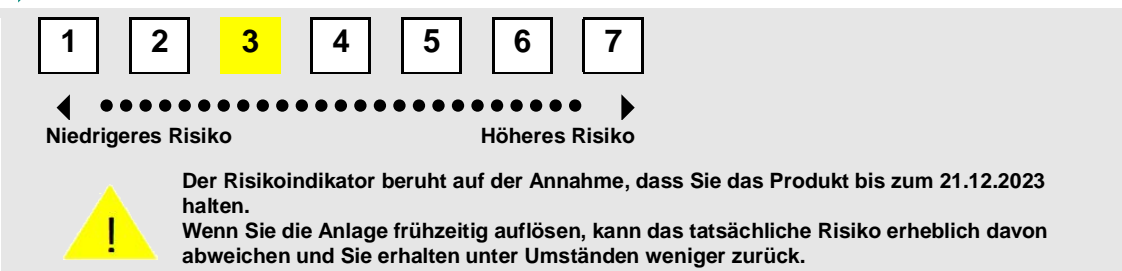 1 2 3 4 5 6 7
Niedrigeres Risiko Höheres Risiko
Der Risikoindikator beruht auf der Annahme, dass Sie das Produkt bis zum 21.12.2023
halten.
Wenn Sie die Anlage frühzeitig auflösen, kann das tatsächliche Risiko erheblich davon
abweichen und Sie erhalten unter Umständen weniger zurück.
!